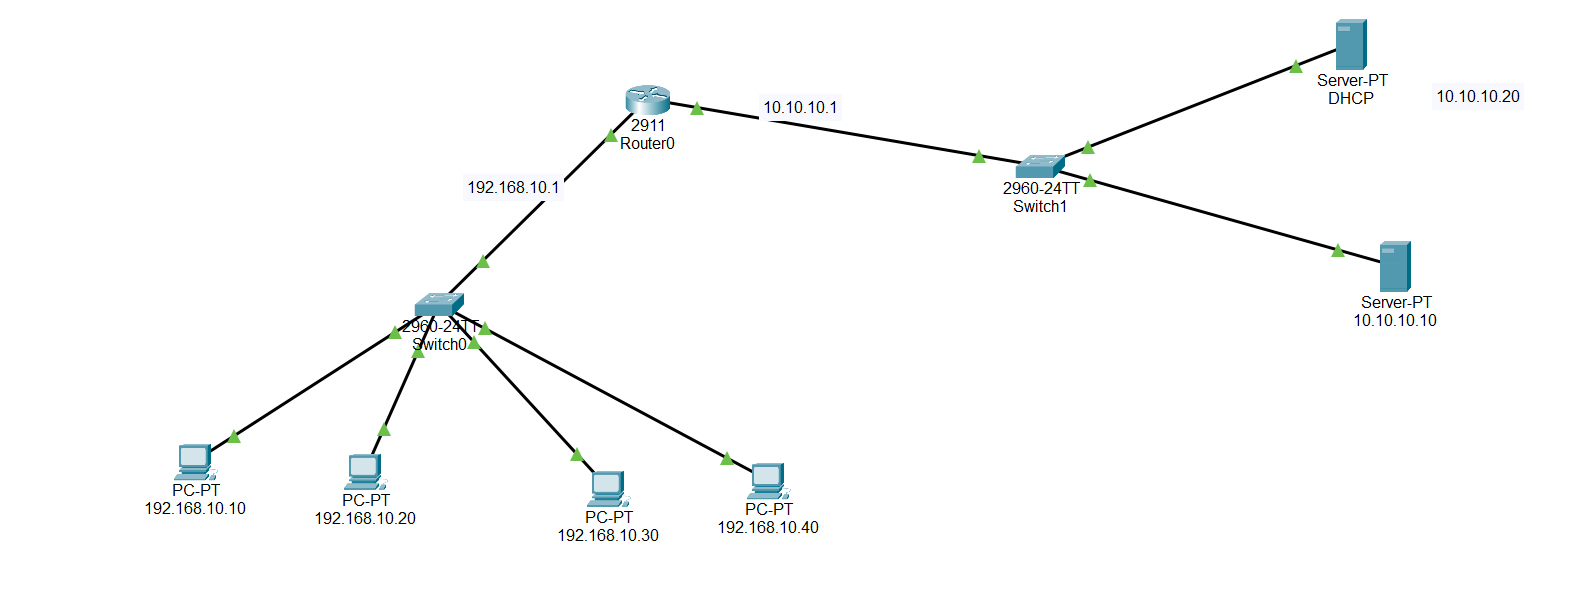 Server-PT
DHCP
10.10.10.20
10.10.10.1
2911
Router0
192.168.10.1
2960-24TT
Switch1
Server-PT
10.10.10.10
2960-24TT
Switch0
PC-PT
192.168.10.10
PC-PT
192.168.10.20
PC-PT
192.168.10.30
PC-PT
192.168.10.40